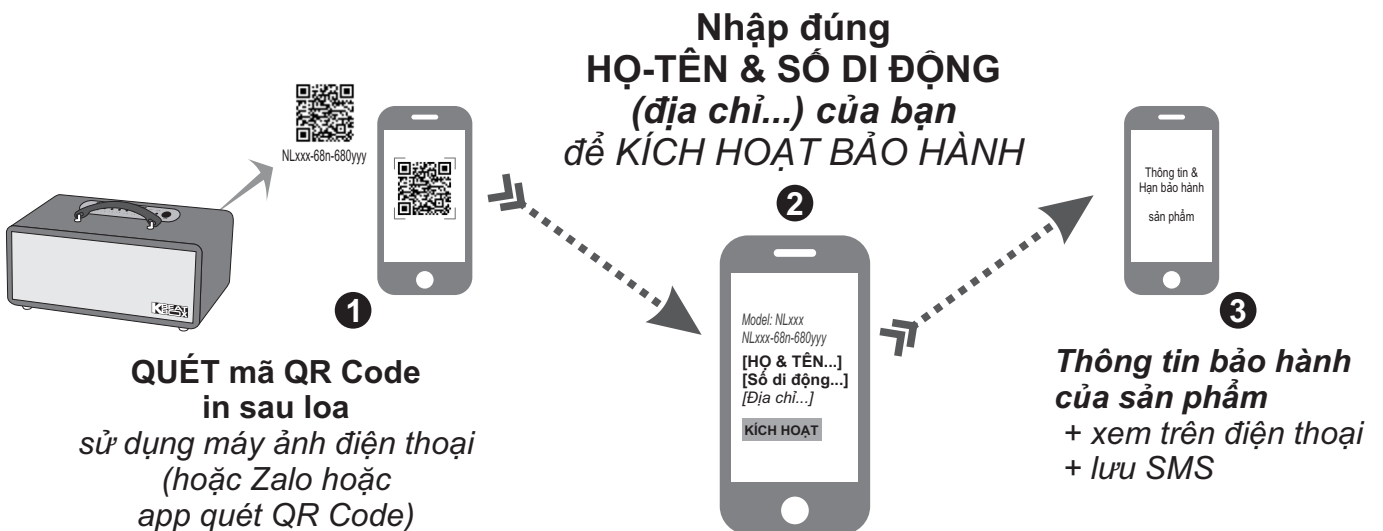 NLxxx-68n-680yyy
1
QUÉT mã QR Code
in sau loa
sử dụng máy ảnh điện thoại
(hoặc Zalo hoặc
app quét QR Code)
Nhập đúng
HỌ-TÊN & SỐ DI ĐỘNG
(địa chỉ...) của bạn
để KÍCH HOẠT BẢO HÀNH
2
Model: NLxxx
NLxxx-68n-680yyy
[HỌ & TÊN...]
[Số di động...]
[Địa chỉ...]
KÍCH HOẠT
Thông tin &
Hạn bảo hành
sản phẩm
3
Thông tin bảo hành
của sản phẩm
+ xem trên điện thoại
+ lưu SMS